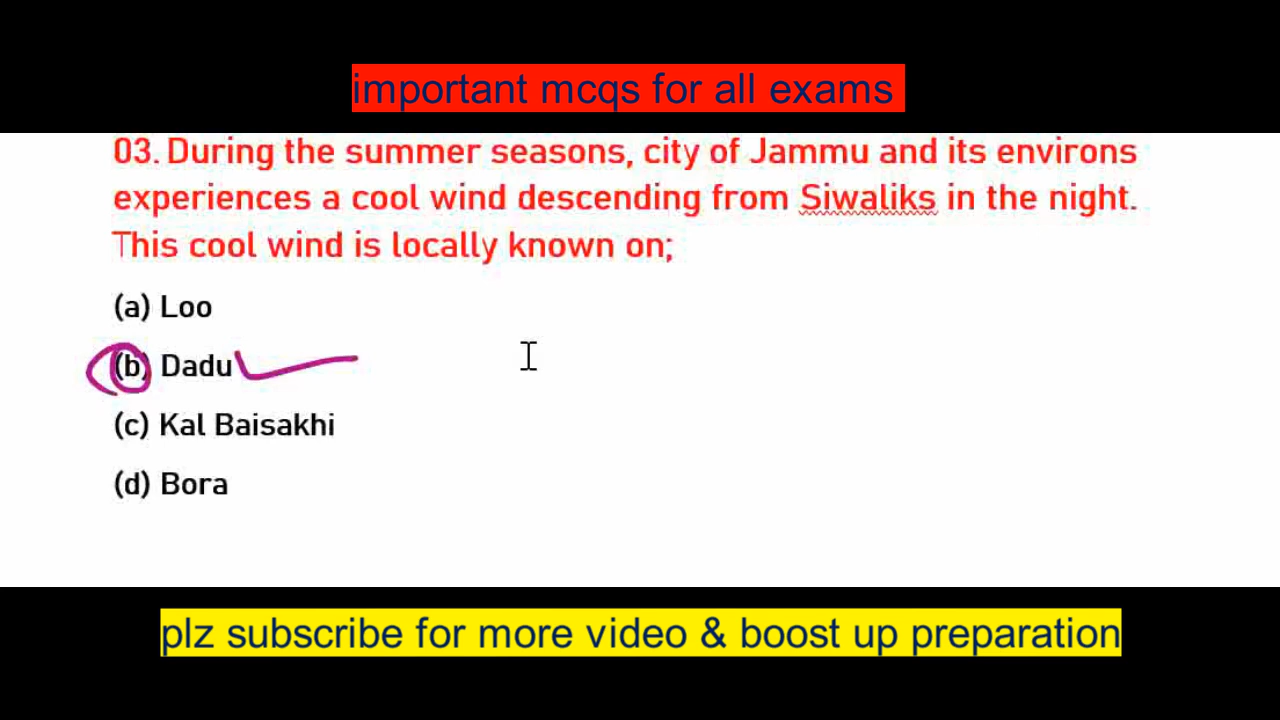 important mcqs for all exams
03. During the summer seasons, city of Jammu and its environs
experiences a cool wind descending from Siwaliks in the night.
This cool wind is locally known on;
(a) Loo
(b) Dadu
(c) Kal Baisakhi
(d) Bora
plz subscribe for more video & boost up preparation